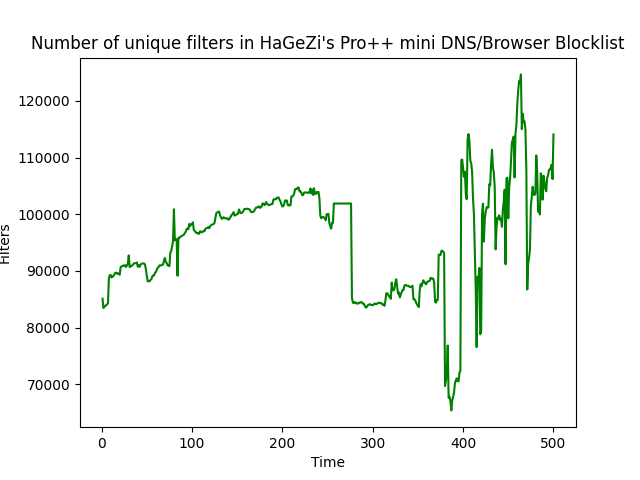 Number of unique filters in HaGeZi's Pro++ mini DNS/Browser Blocklist
120000
110000
100000
90000
80000
70000
Filters
0 100 200 300 400 500
Time